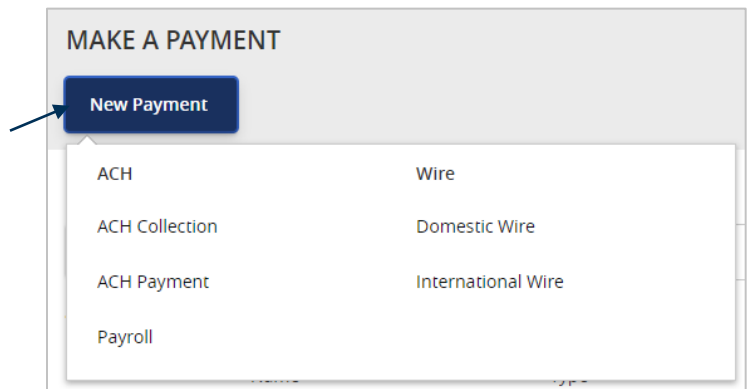 MAKE A PAYMENT
New Payment
ACH Wire
ACH Collection Domestic Wire
ACH Payment International Wire
Payroll